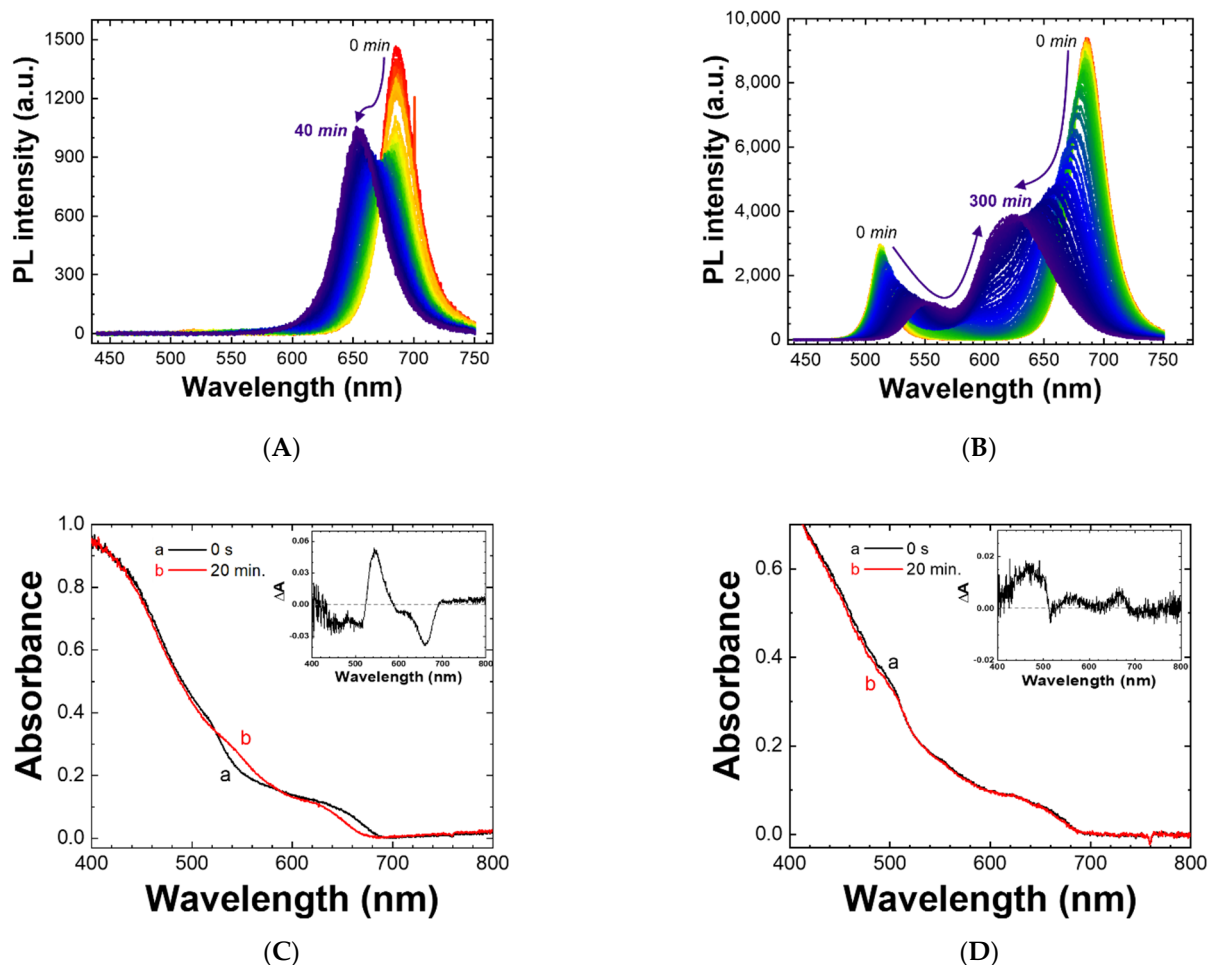 PL intensity (a.u.)
1500
1200
900
600
300
0
0 min
40 min
450 500 550 600 650 700 750
Wavelength (nm)
(A)
PL intensity (a.u.)
10,000
8,000
6,000
4,000
2,000
0
0 min
300 min
0 min
450 500 550 600 650 700 750
Wavelength (nm)
(B)
Absorbance
1.0
0.8
0.6
0.4
0.2
0.0
a 0 s
b 20 min.
b
a
ΔA
0.06
0.03
0.00
-0.03
400 500 600 700 800
Wavelength (nm)
400 500 600 700 800
Wavelength (nm)
(C)
Absorbance
0.6
0.4
0.2
0.0
a 0 s
b 20 min.
a
b
ΔA
0.02
0.00
-0.02
400 500 600 700 800
Wavelength (nm)
400 500 600 700 800
Wavelength (nm)
(D)